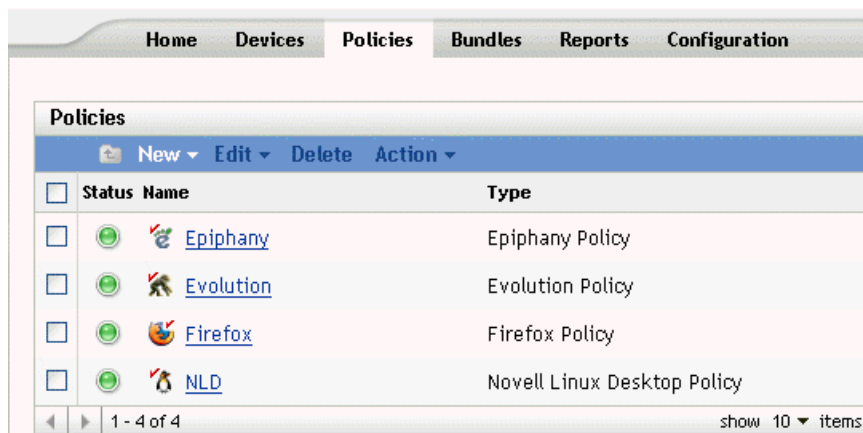 Home Devices Policies Bundles Reports Configuration
Policies
New Edit Delete Action
Status Name Type
Epiphany Epiphany Policy
Evolution Evolution Policy
Firefox Firefox Policy
NLD Novell Linux Desktop Policy
1 - 4 of 4 show 10 items